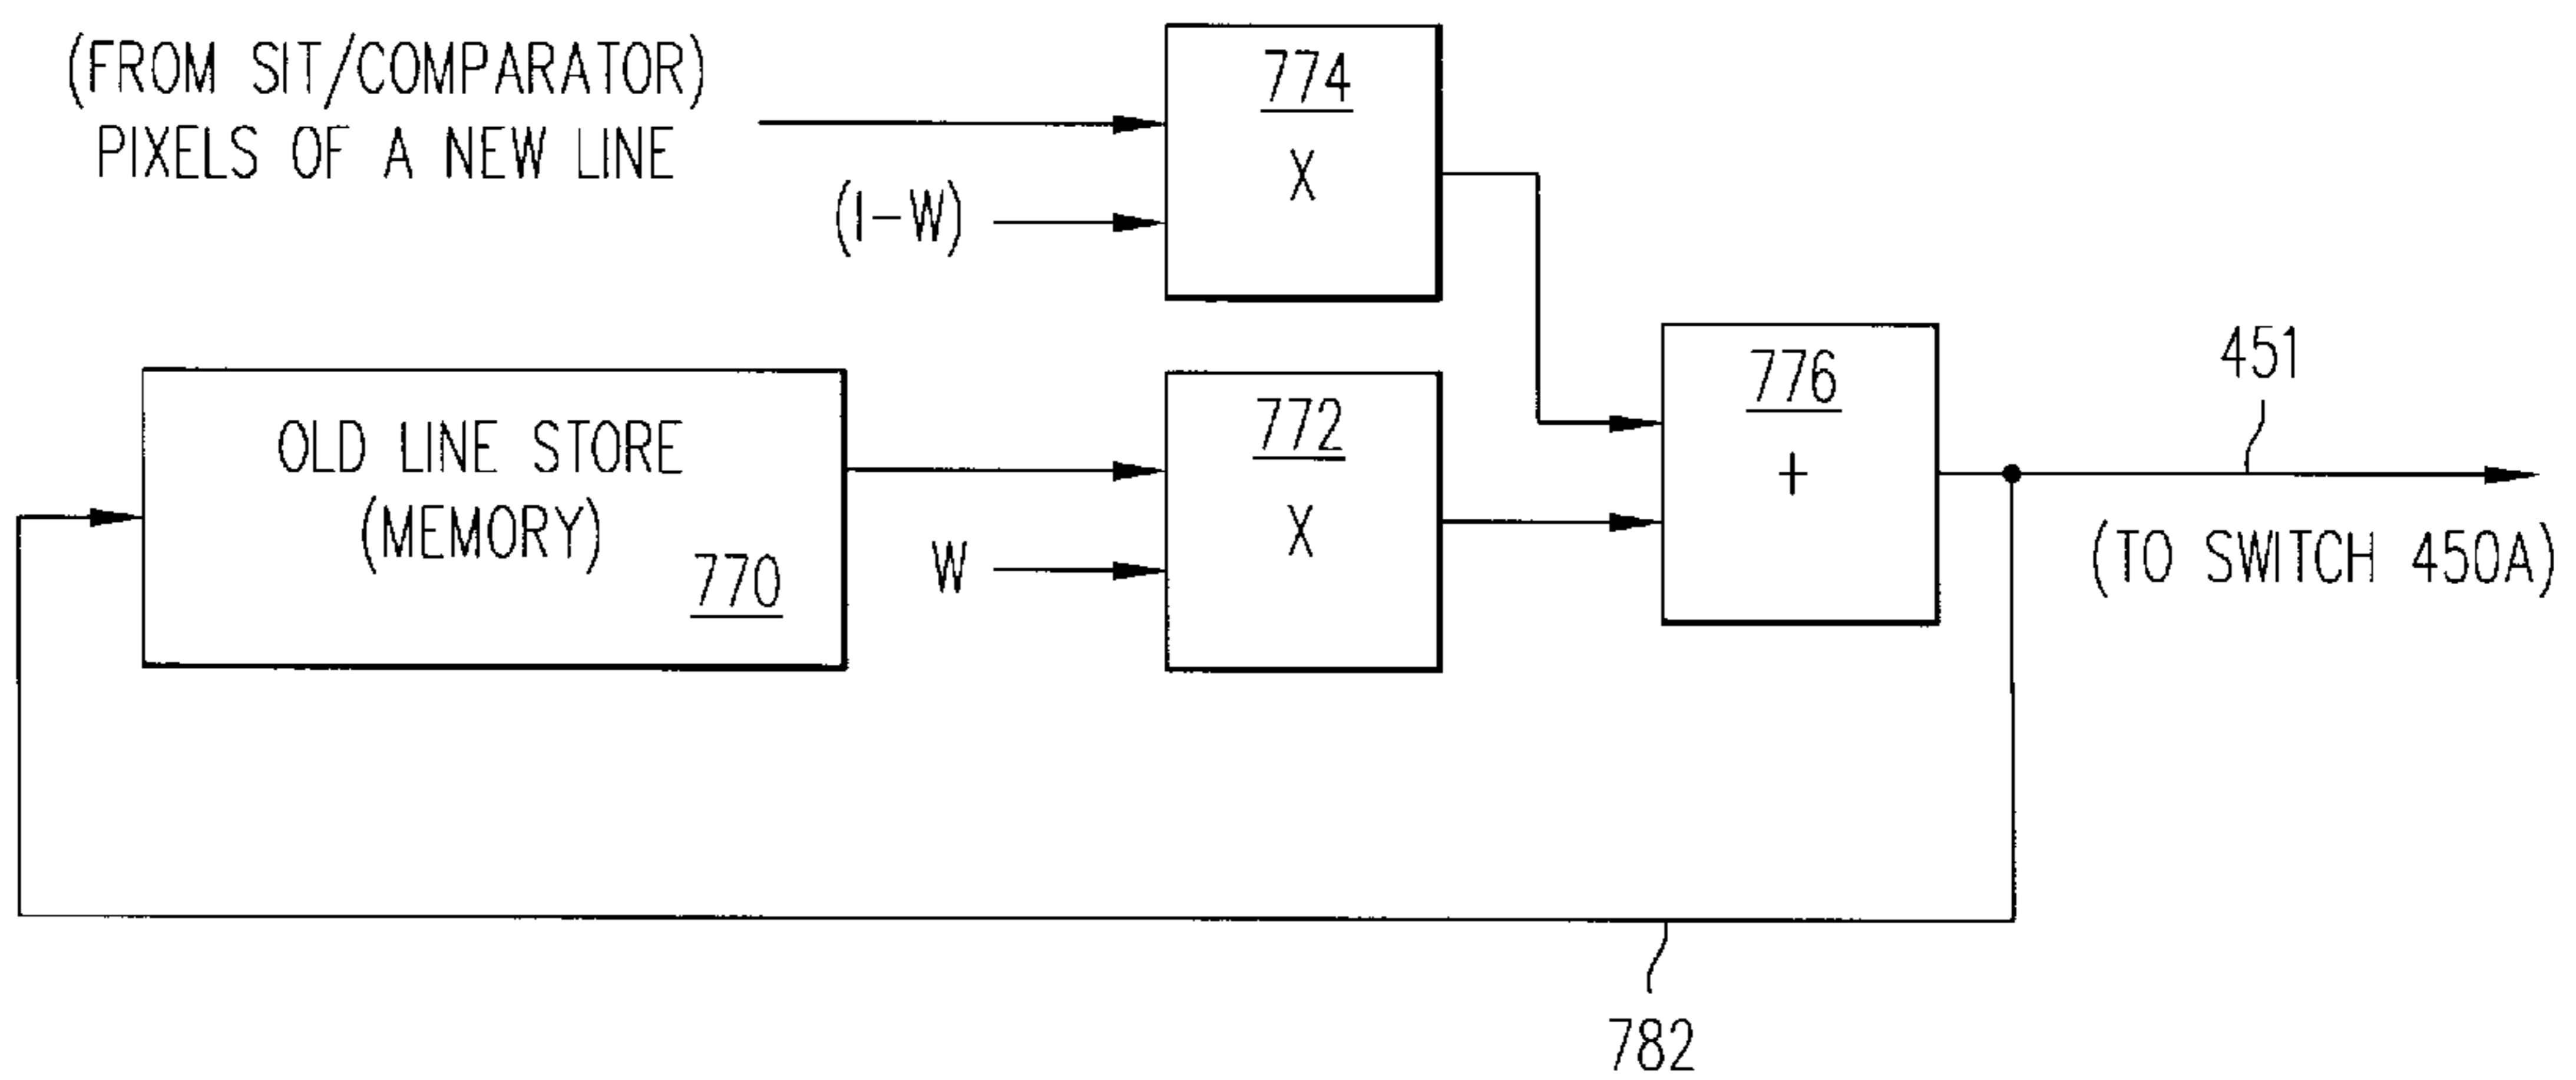 (FROM SIT/COMPARATOR)
PIXELS OF A NEW LINE
774
X
(1-W)
OLD LINE STORE
(MEMORY)
770
772
X
W
776
+
451
(TO SWITCH 450A)
782